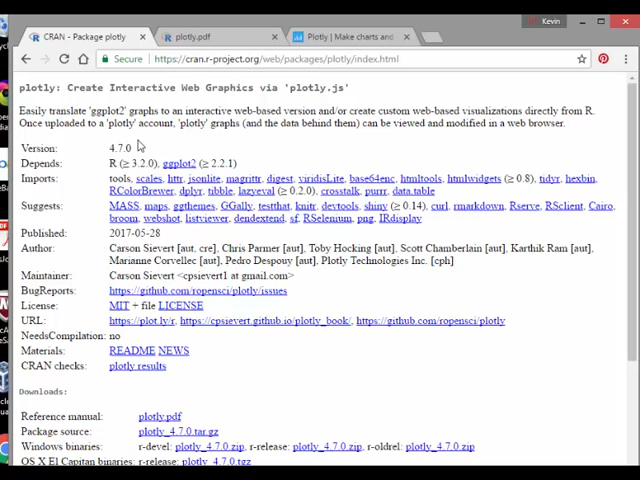 Kevin
CRAN - Package plotly
plotly.pdf
Plotly | Make charts and
Secure https://cran.r-project.org/web/packages/plotly/index.html
plotly: Create Interactive Web Graphics via 'plotly.js'
Easily translate 'ggplot2' graphs to an interactive web-based version and/or create custom web-based visualizations directly from R.
Once uploaded to a 'plotly' account, 'plotly' graphs (and the data behind them) can be viewed and modified in a web browser.
Version: 4.7.0
Depends: R (≥ 3.2.0), ggplot2 (≥ 2.2.1)
Imports: tools, scales, httr, jsonlite, magrittr, digest, viridisLite, base64enc, htmltools, htmlwidgets (≥ 0.8), tidyr, hexbin,
RColorBrewer, dplyr, tibble, lazyeval (≥ 0.2.0), crosstalk, purrr, data.table
Suggests: MASS, maps, ggthemes, GGally, testthat, knitr, devtools, shiny (≥ 0.14), curl, rmarkdown, Rserve, RSclient, Cairo,
broom, webshot, listviewer, dendextend, sf, RSelenium, png, IRdisplay
Published: 2017-05-28
Author: Carson Sievert [aut, cre], Chris Parmer [aut], Toby Hocking [aut], Scott Chamberlain [aut], Karthik Ram [aut],
Marianne Corvellec [aut], Pedro Despouy [aut], Plotly Technologies Inc. [cph]
Maintainer: Carson Sievert <cpsievert1 at gmail.com>
BugReports: https://github.com/ropensci/plotly/issues
License: MIT + file LICENSE
URL: https://plot.ly/r, https://cpsievert.github.io/plotly_book/, https://github.com/ropensci/plotly
NeedsCompilation: no
Materials: README NEWS
CRAN checks: plotly results
Downloads:
Reference manual: plotly.pdf
Package source: plotly_4.7.0.tar.gz
Windows binaries: r-devel: plotly_4.7.0.zip, r-release: plotly_4.7.0.zip, r-oldrel: plotly_4.7.0.zip
OS X El Capitan binaries: r-release: plotly_4.7.0.tgz